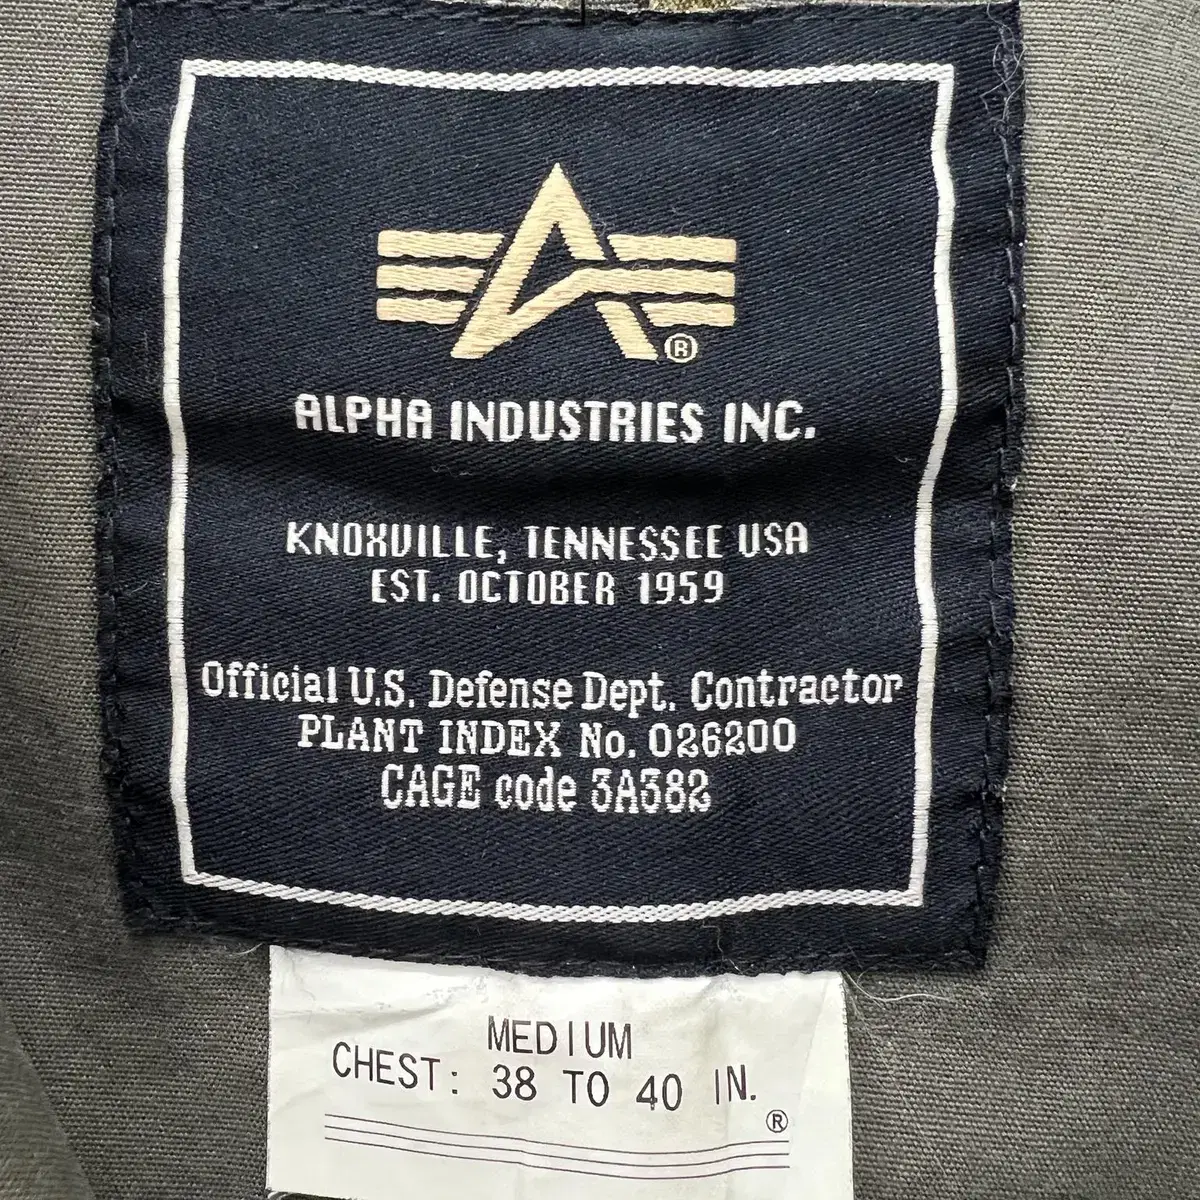 ®
ALPHA INDUSTRIES INC.
KNOXVILLE, TENNESSEE USA
EST. OCTOBER 1959
Official U.S. Defense Dept. Contractor
PLANT INDEX No. 026200
CAGE code 3A382
MEDIUM
CHEST: 38 TO 40 IN.
®